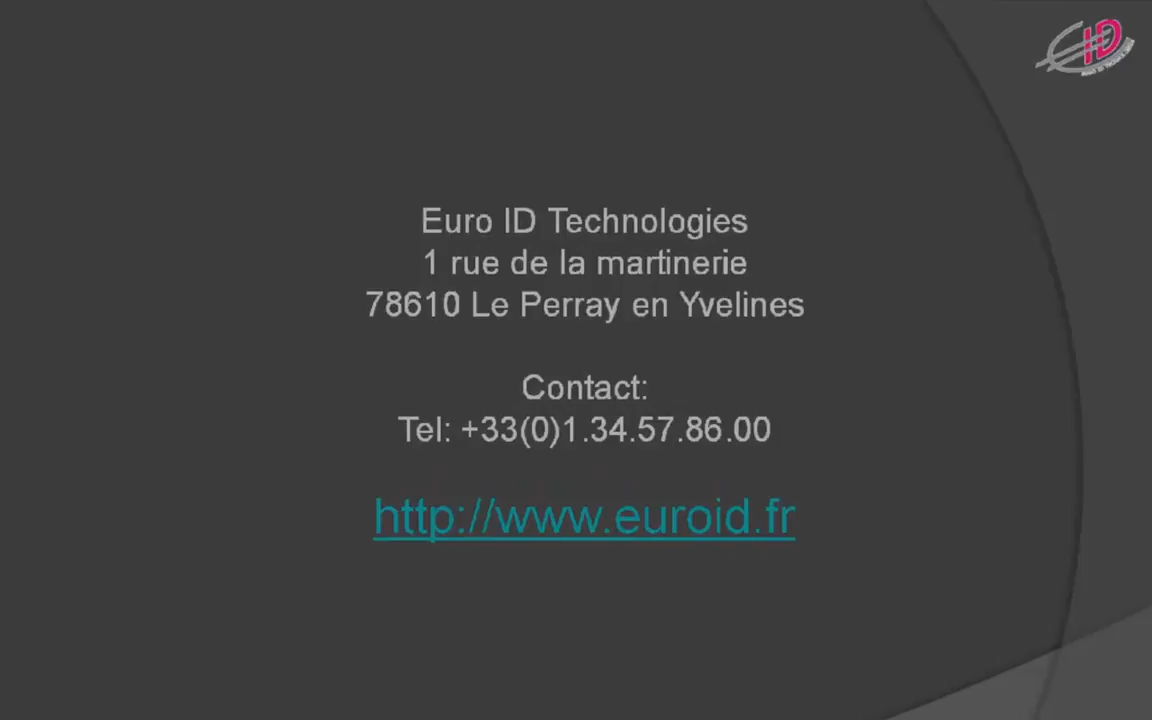 ID
Euro ID Technologies
1 rue de la martinerie
78610 Le Perray en Yvelines
Contact:
Tel: +33(0)1.34.57.86.00
http://www.euroid.fr